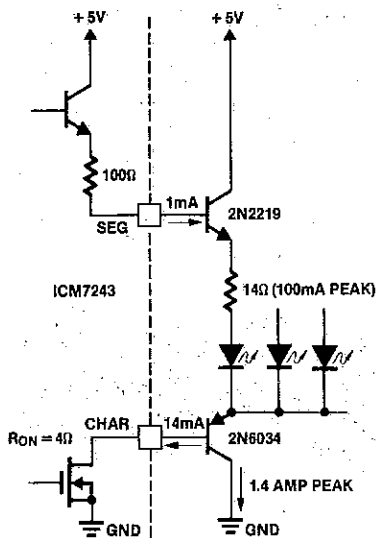 + 5V
+ 5V
100Ω
1mA
SEG
2N2219
14Ω (100mA PEAK)
ICM7243
CHAR
14mA
RON = 4Ω
2N6034
1.4 AMP PEAK
GND
GND